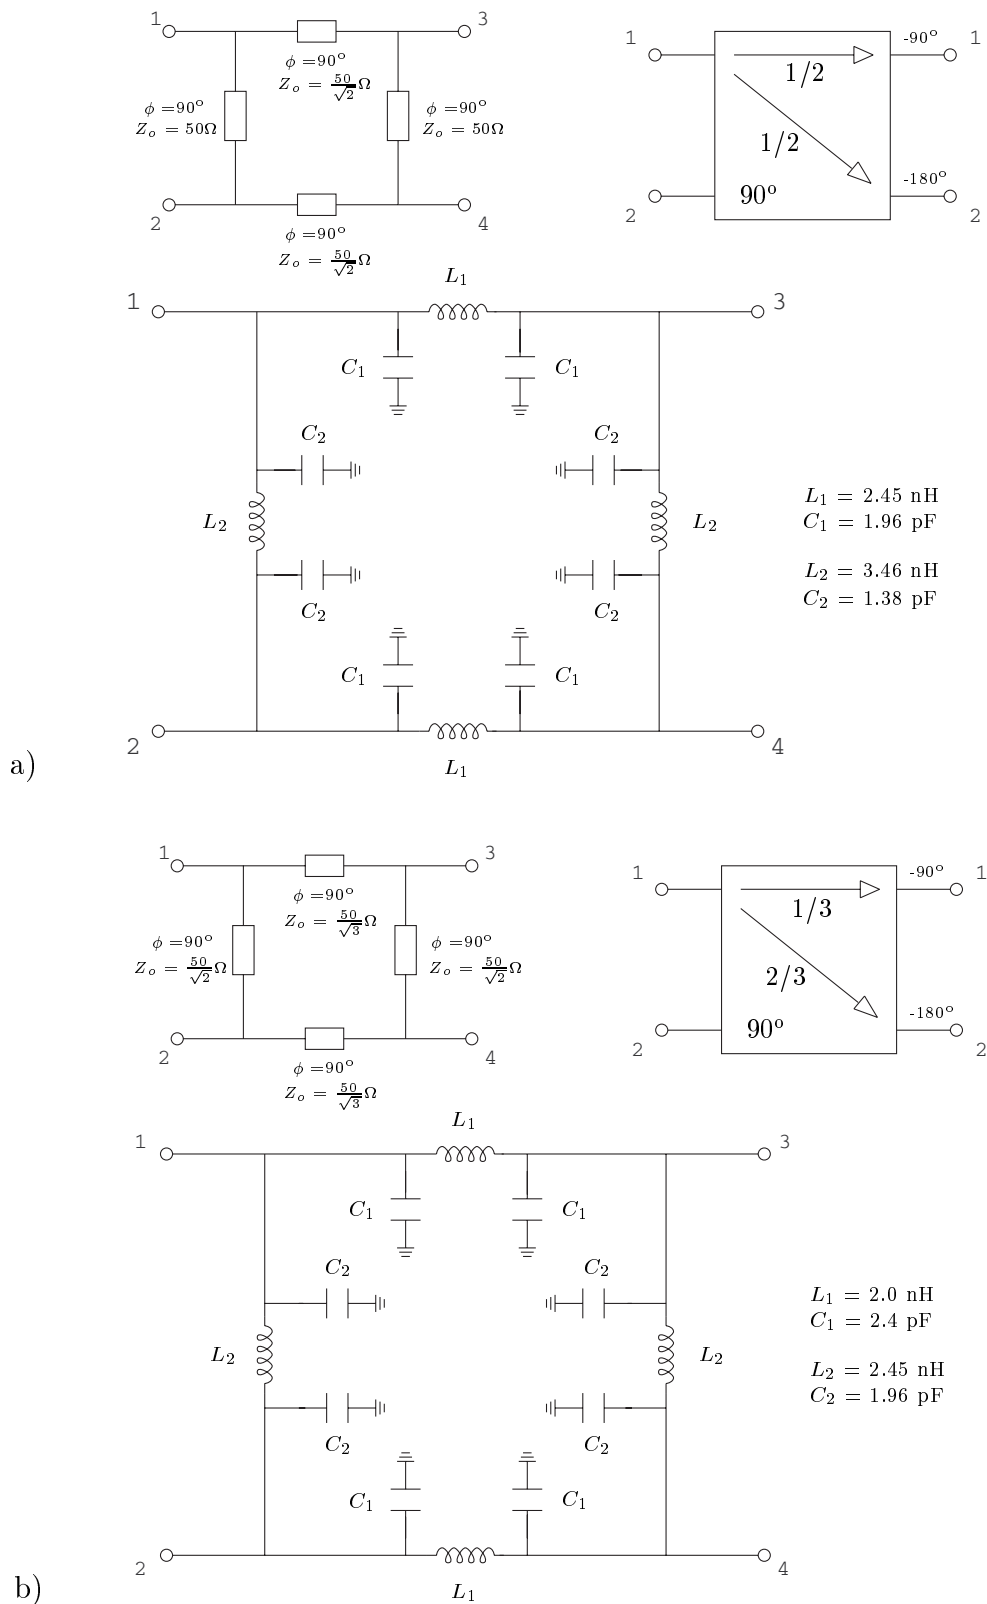 1 3 1 -90° 1
ϕ =90°
Z_o = 50/√2 Ω
1/2
ϕ =90°
Z_o = 50Ω
ϕ =90°
Z_o = 50Ω
1/2
-180°
90°
2 4 2 2
ϕ =90°
Z_o = 50/√2 Ω
L_1
1 3
C_1 C_1
C_2 C_2
L_1 = 2.45 nH
L_2 L_2 C_1 = 1.96 pF
L_2 = 3.46 nH
C_2 = 1.38 pF
C_2 C_2
C_1 C_1
2 4
a) L_1
1 3 1 -90° 1
ϕ =90°
Z_o = 50/√3 Ω
1/3
ϕ =90°
Z_o = 50/√2 Ω
ϕ =90°
Z_o = 50/√2 Ω
2/3
-180°
90°
2 4 2 2
ϕ =90°
Z_o = 50/√3 Ω
L_1
1 3
C_1 C_1
C_2 C_2
L_1 = 2.0 nH
C_1 = 2.4 pF
L_2 L_2
L_2 = 2.45 nH
C_2 = 1.96 pF
C_2 C_2
C_1 C_1
2 4
b) L_1